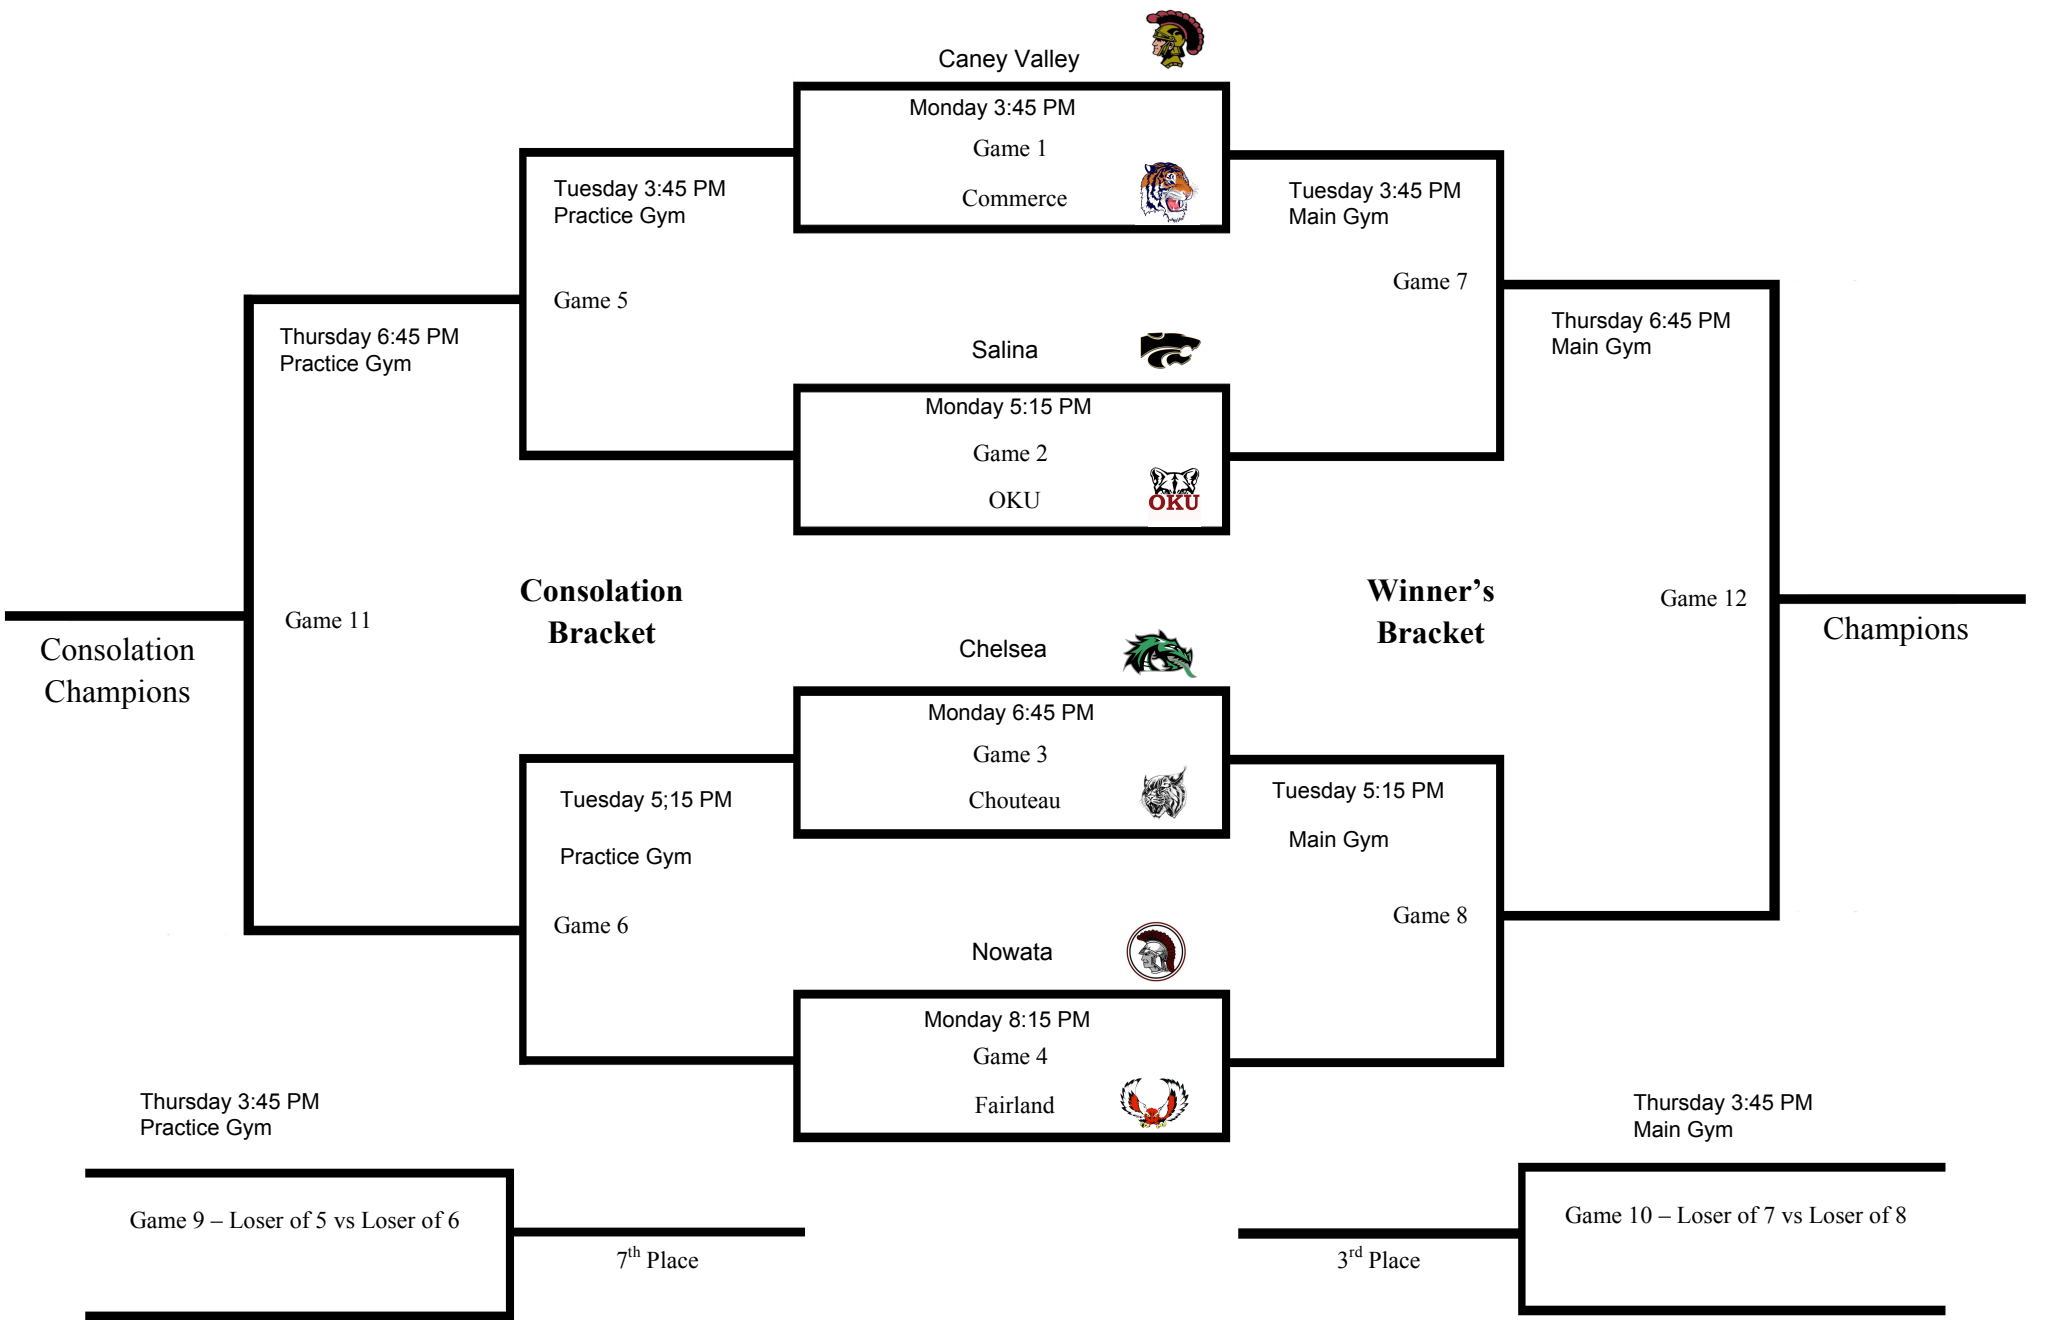 Caney Valley
Monday 3:45 PM
Game 1
Commerce
Tuesday 3:45 PM
Practice Gym
Tuesday 3:45 PM
Main Gym
Game 5
Game 7
Thursday 6:45 PM
Practice Gym
Salina
Thursday 6:45 PM
Main Gym
Monday 5:15 PM
Game 2
OKU
OKU
Consolation
Bracket
Winner’s
Bracket
Game 11
Game 12
Consolation
Champions
Champions
Chelsea
Monday 6:45 PM
Game 3
Chouteau
Tuesday 5;15 PM
Practice Gym
Game 6
Tuesday 5:15 PM
Main Gym
Game 8
Nowata
Monday 8:15 PM
Game 4
Fairland
Thursday 3:45 PM
Practice Gym
Game 9 – Loser of 5 vs Loser of 6
7th Place
Thursday 3:45 PM
Main Gym
Game 10 – Loser of 7 vs Loser of 8
3rd Place